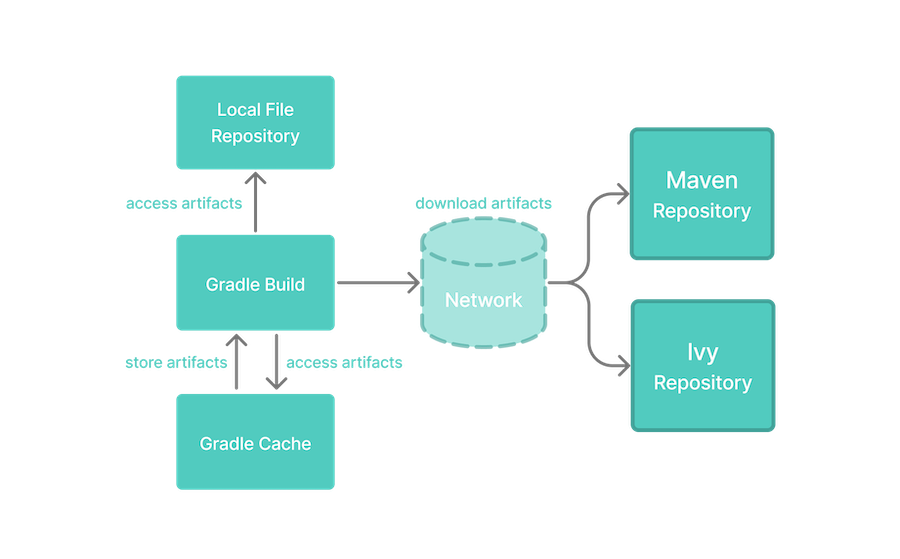 Local File
Repository
access artifacts
download artifacts
Maven
Repository
Gradle Build
Network
store artifacts
access artifacts
Ivy
Repository
Gradle Cache